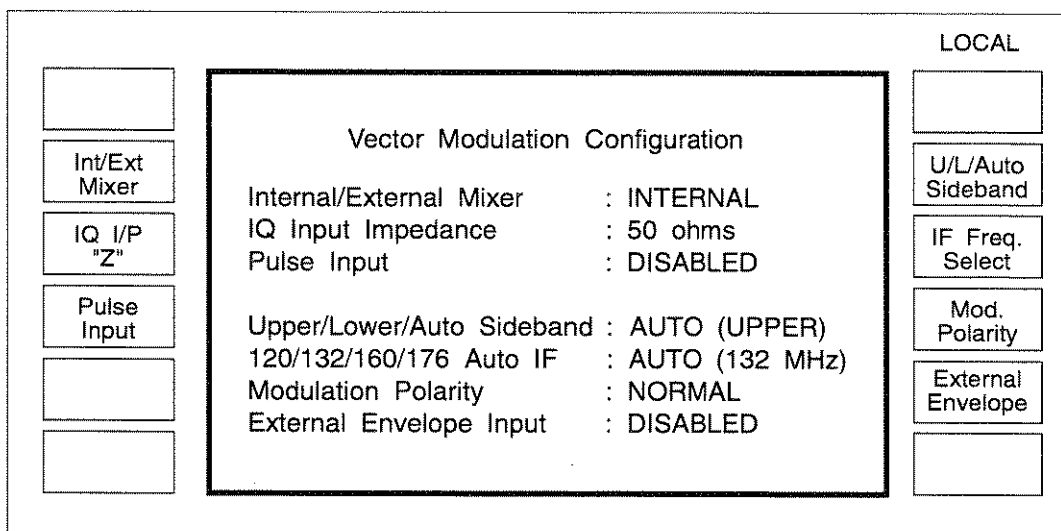 LOCAL
Int/Ext
Mixer
IQ I/P
"Z"
Pulse
Input
Vector Modulation Configuration
Internal/External Mixer : INTERNAL
IQ Input Impedance : 50 ohms
Pulse Input : DISABLED
Upper/Lower/Auto Sideband : AUTO (UPPER)
120/132/160/176 Auto IF : AUTO (132 MHz)
Modulation Polarity : NORMAL
External Envelope Input : DISABLED
U/L/Auto
Sideband
IF Freq.
Select
Mod.
Polarity
External
Envelope